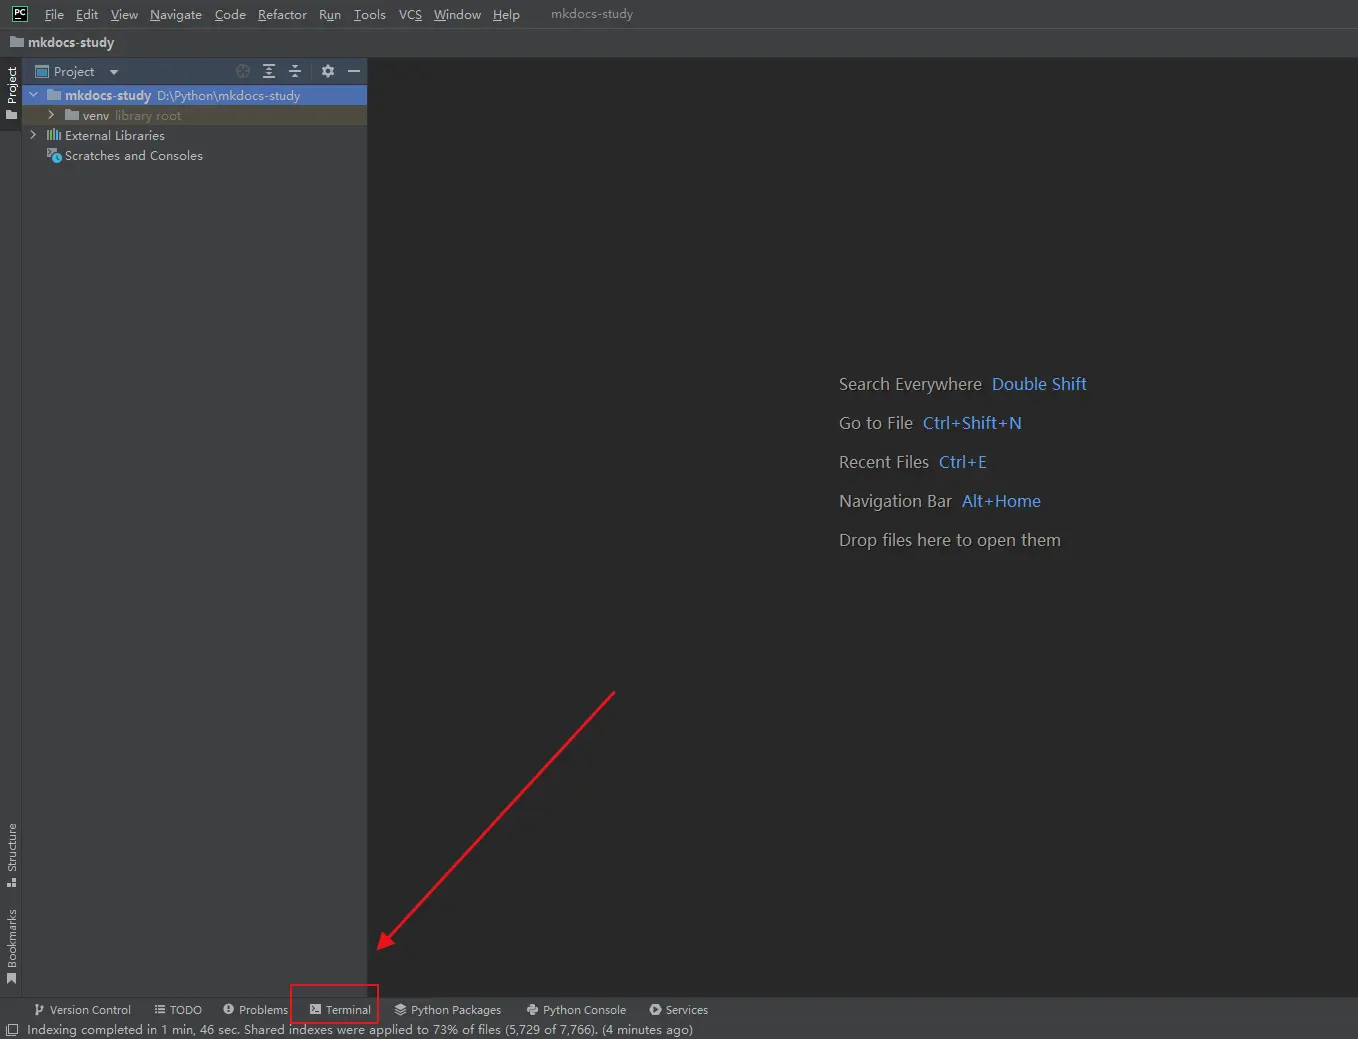 PC File Edit View Navigate Code Refactor Run Tools VCS Window Help mkdocs-study
mkdocs-study
Project
Project
mkdocs-study D:\Python\mkdocs-study
venv library root
External Libraries
Scratches and Consoles
Search Everywhere Double Shift
Go to File Ctrl+Shift+N
Recent Files Ctrl+E
Navigation Bar Alt+Home
Drop files here to open them
Structure
Bookmarks
Version Control TODO Problems Terminal Python Packages Python Console Services
Indexing completed in 1 min, 46 sec. Shared indexes were applied to 73% of files (5,729 of 7,766). (4 minutes ago)